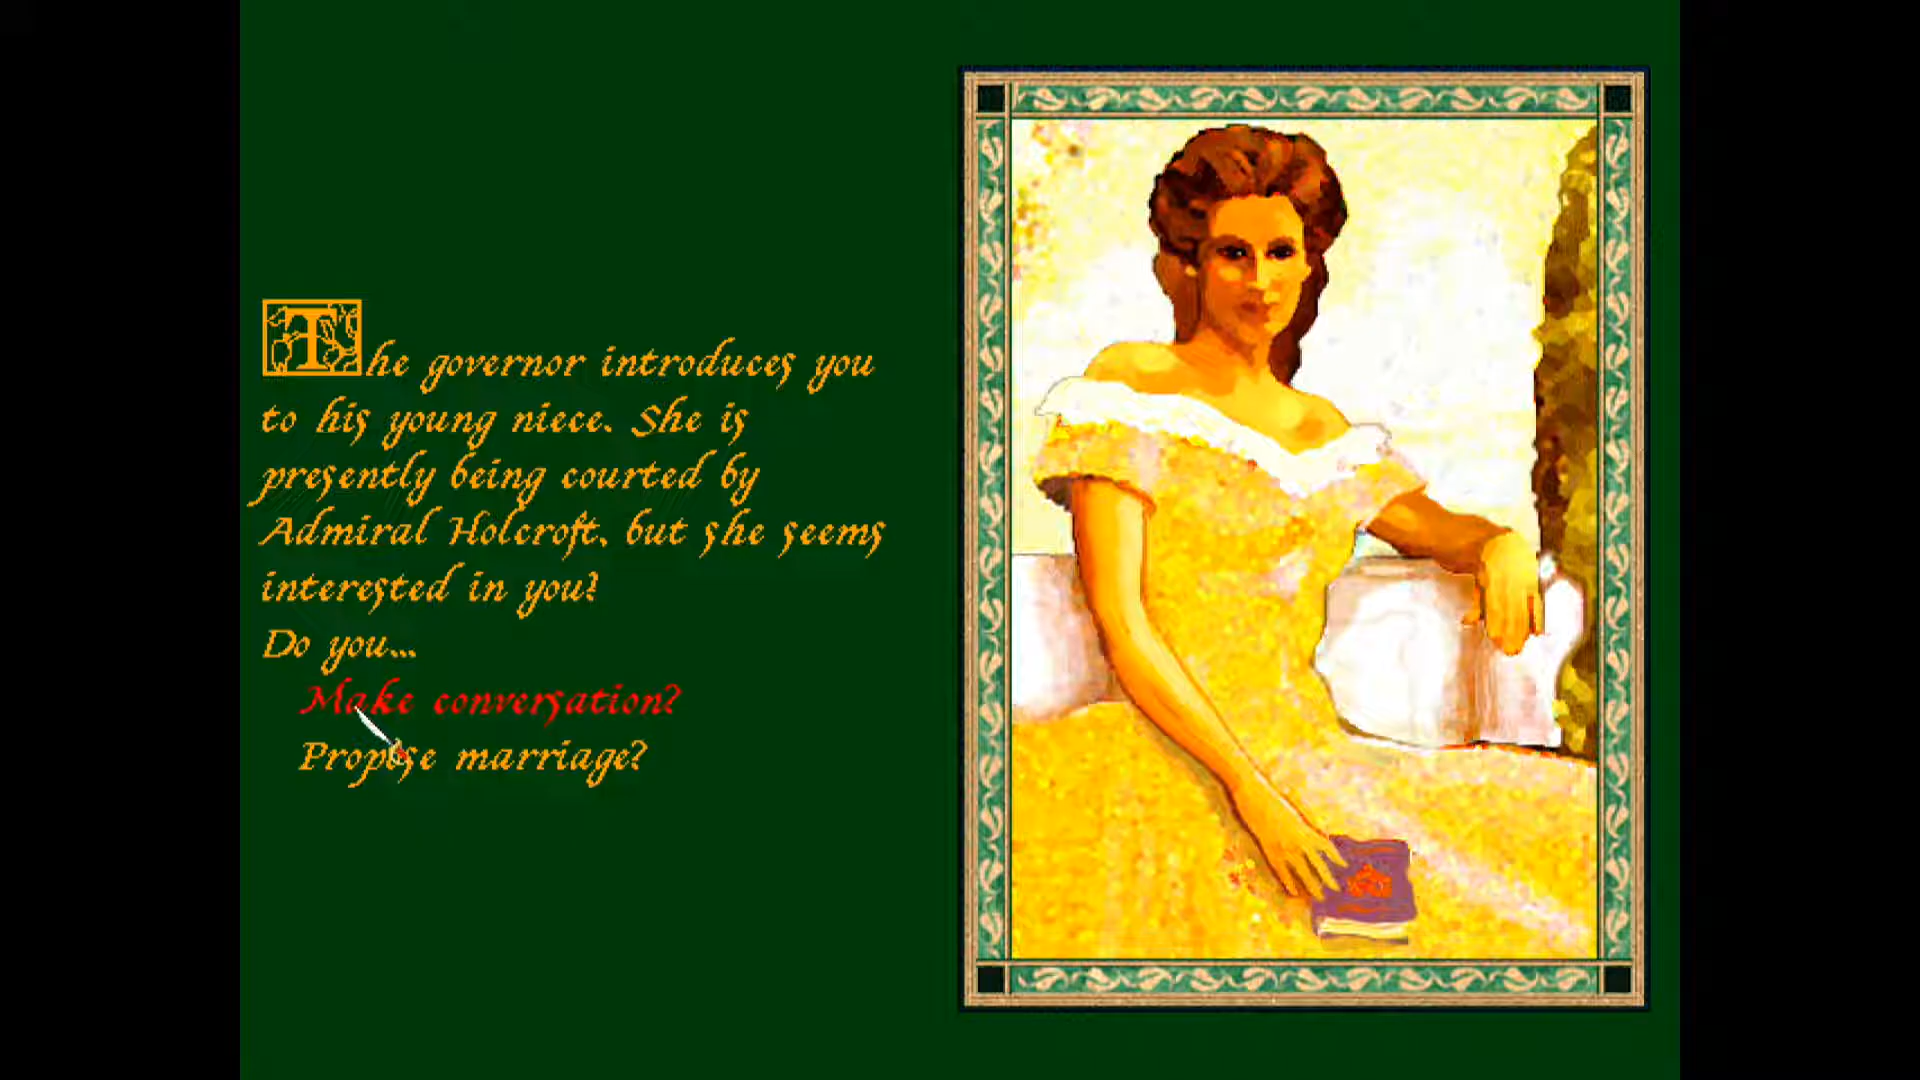 The governor introduces you
to his young niece. She is
presently being courted by
Admiral Holcroft, but she seems
interested in you?
Do you...
Make conversation?
Propose marriage?